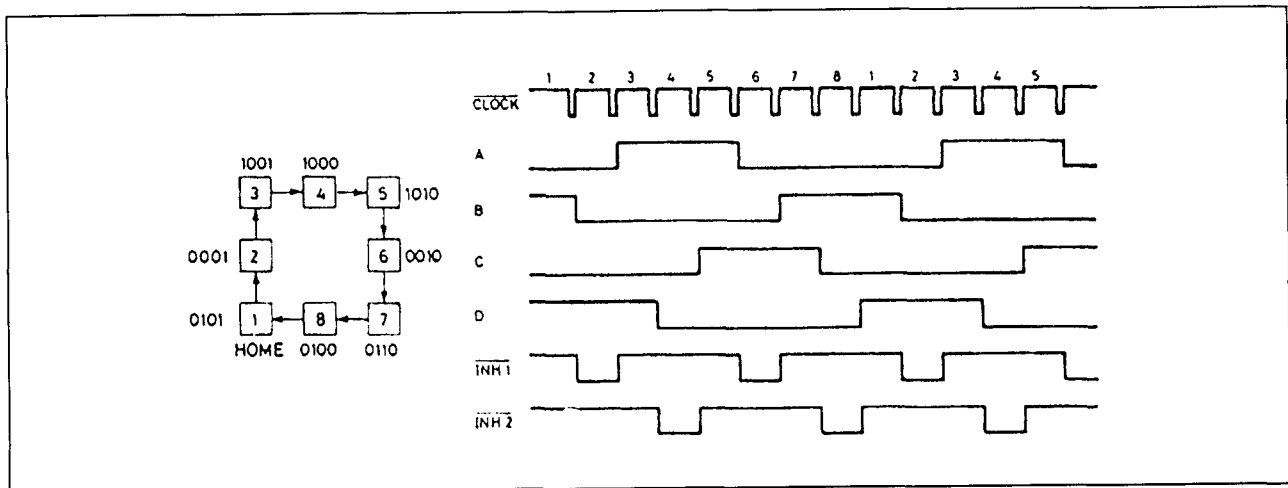 1 2 3 4 5 6 7 8 1 2 3 4 5
CLOCK
A
1001 1000
3 4 5 1010
B
0001 2 6 0010
C
0101 1 8 7
D
HOME 0100 0110
INH 1
INH 2